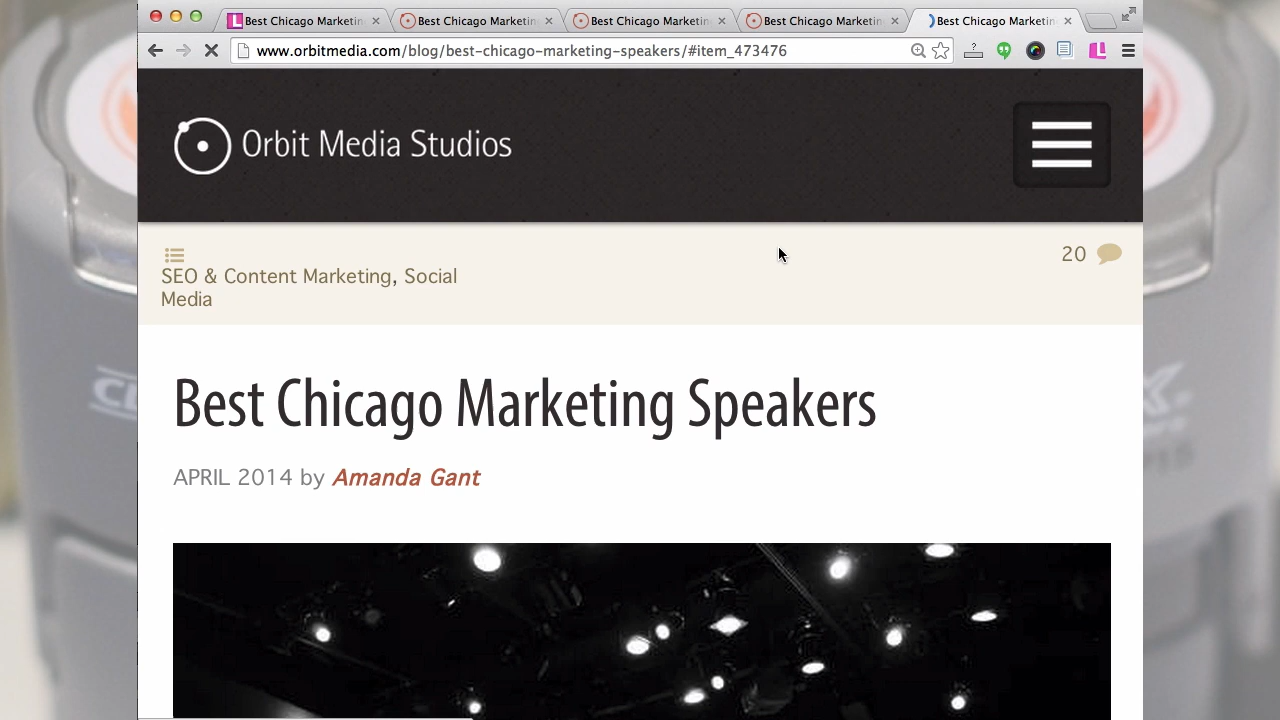 Best Chicago Marketin
Best Chicago Marketin
Best Chicago Marketin
Best Chicago Marketin
Best Chicago Marketin
www.orbitmedia.com/blog/best-chicago-marketing-speakers/#item_473476
Orbit Media Studios
20
SEO & Content Marketing, Social
Media
Best Chicago Marketing Speakers
APRIL 2014 by Amanda Gant